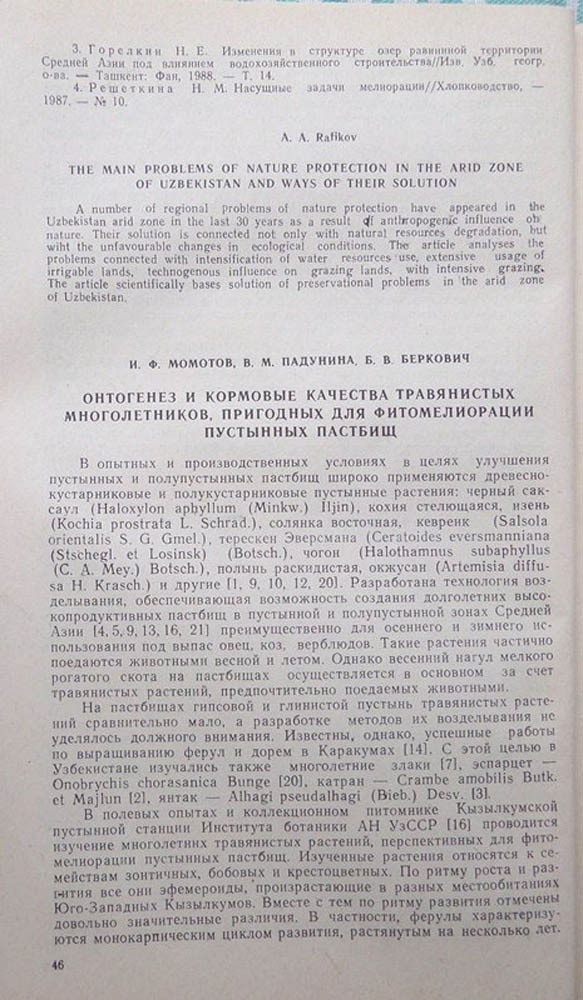 3. Горелкин Н. Е. Изменения в структуре озер равнинной территории
Средней Азии под влиянием водохозяйственного строительства//Изв. Узб. геогр.
о-ва. — Ташкент: Фан, 1988. — Т. 14.
4. Решеткина Н. М. Насущные задачи мелиорации//Хлопководство, —
1987. — № 10.
A. A. Rafikov
THE MAIN PROBLEMS OF NATURE PROTECTION IN THE ARID ZONE
OF UZBEKISTAN AND WAYS OF THEIR SOLUTION
A number of regional problems of nature protection have appeared in the
Uzbekistan arid zone in the last 30 years as a result of anthropogenic influence oh
nature. Their solution is connected not only with natural resources degradation, but
wiht the unfavourable changes in ecological conditions. The article analyses the
problems connected with intensification of water resources use, extensive usage of
irrigable lands, technogenous influence on grazing lands, with intensive grazing.
The article scientifically bases solution of preservational problems in the arid zone
of Uzbekistan.
И. Ф. МОМОТОВ, В. М. ПАДУНИНА, Б. В. БЕРКОВИЧ
ОНТОГЕНЕЗ И КОРМОВЫЕ КАЧЕСТВА ТРАВЯНИСТЫХ
МНОГОЛЕТНИКОВ, ПРИГОДНЫХ ДЛЯ ФИТОМЕЛИОРАЦИИ
ПУСТЫННЫХ ПАСТБИЩ
В опытных и производственных условиях в целях улучшения
пустынных и полупустынных пастбищ широко применяются древесно-
кустарниковые и полукустарниковые пустынные растения: черный сак-
саул (Haloxylon aphyllum (Minkw.) Iljin), кохия стелющаяся, изень
(Kochia prostrata L. Schrad.), солянка восточная, кевреик (Salsola
orientalis S. G. Gmel.), терескен Эверсмана (Ceratoides eversmanniana
(Stschegl. et Losinsk) (Botsch.), чогон (Halothamnus subaphyllus
(C. A. Mey.) Botsch.), полынь раскидистая, окжусан (Artemisia diffu-
sa H. Krasch.) и другие [1, 9, 10, 12, 20]. Разработана технология воз-
делывания, обеспечивающая возможность создания долголетних высо-
копродуктивных пастбищ в пустынной и полупустынной зонах Средней
Азии [4, 5, 9, 13, 16, 21] преимущественно для осеннего и зимнего ис-
пользования под выпас овец, коз, верблюдов. Такие растения частично
поедаются животными весной и летом. Однако весенний нагул мелкого
рогатого скота на пастбищах осуществляется в основном за счет
травянистых растений, предпочтительно поедаемых животными.
На пастбищах гипсовой и глинистой пустынь травянистых расте-
ний сравнительно мало, а разработке методов их возделывания не
уделялось должного внимания. Известны, однако, успешные работы
по выращиванию ферул и дорем в Каракумах [14]. С этой целью в
Узбекистане изучались также многолетние злаки [7], эспарцет —
Onobrychis chorasanica Bunge [20], катран — Crambe amobilis Butk.
et Majlun [2], янтак — Alhagi pseudalhagi (Bieb.) Desv. [3].
В полевых опытах и коллекционном питомнике Кызылкумской
пустынной станции Института ботаники АН УзССР [16] проводится
изучение многолетних травянистых растений, перспективных для фито-
мелиорации пустынных пастбищ. Изученные растения относятся к се-
мействам зонтичных, бобовых и крестоцветных. По ритму роста и раз-
вития все они эфемероиды, произрастающие в разных местообитаниях
Юго-Западных Кызылкумов. Вместе с тем по ритму развития отмечены
довольно значительные различия. В частности, ферулы характеризу-
ются монокарпическим циклом развития, растянутым на несколько лет.
46